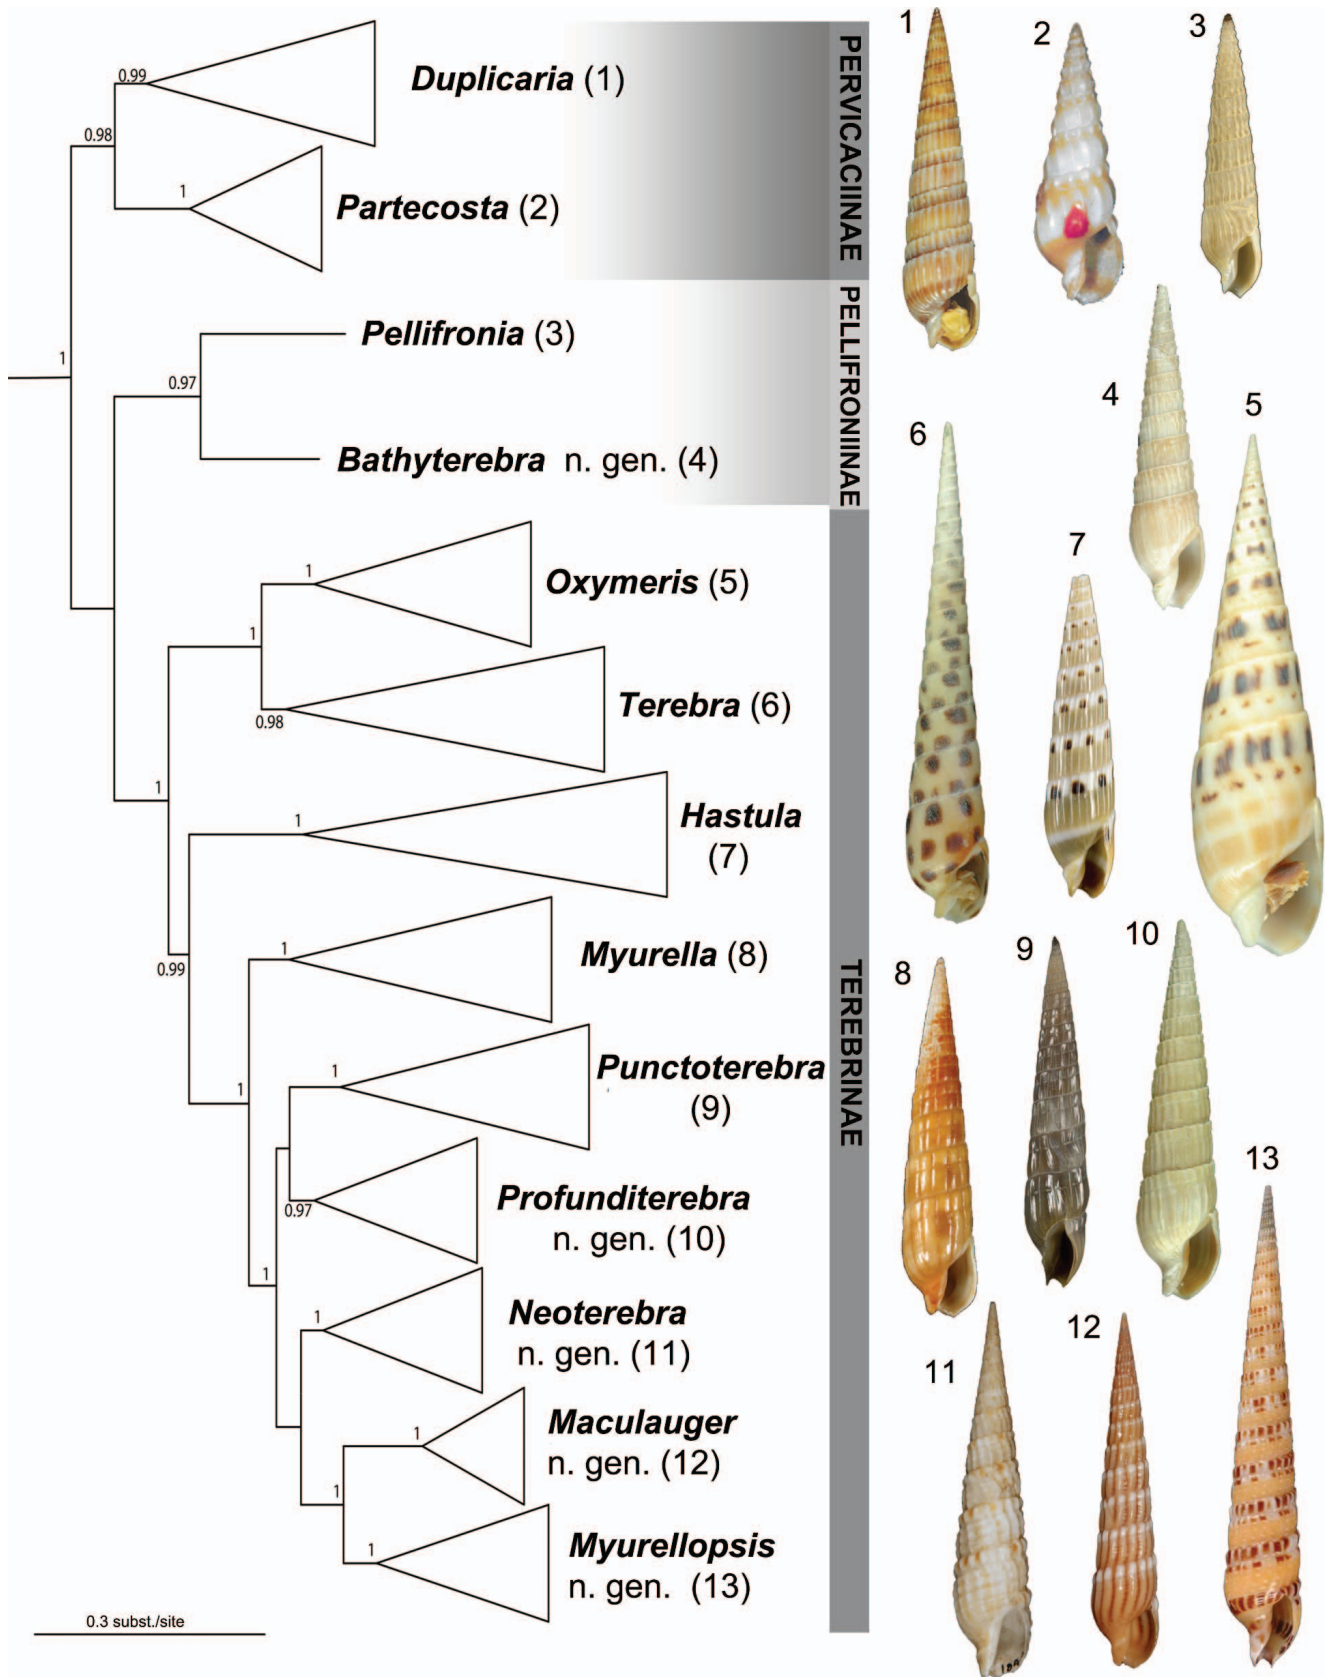 0.99
Duplicaria (1)
0.98
1
Partecosta (2)
PERVICACIINAE
1
Pellifronia (3)
0.97
Bathyterebra n. gen. (4)
PELLIFRONIINAE
1
Oxymeris (5)
1
Terebra (6)
0.98
1
1
Hastula
(7)
0.99
1
Myurella (8)
1
1
Punctoterebra
(9)
Profunditerebra
n. gen. (10)
0.97
1
1
Neoterebra
n. gen. (11)
1
Maculauger
n. gen. (12)
1
1
Myurellopsis
n. gen. (13)
TEREBRINAE
0.3 subst./site
1
2
3
4
5
6
7
8
9
10
13
11
12